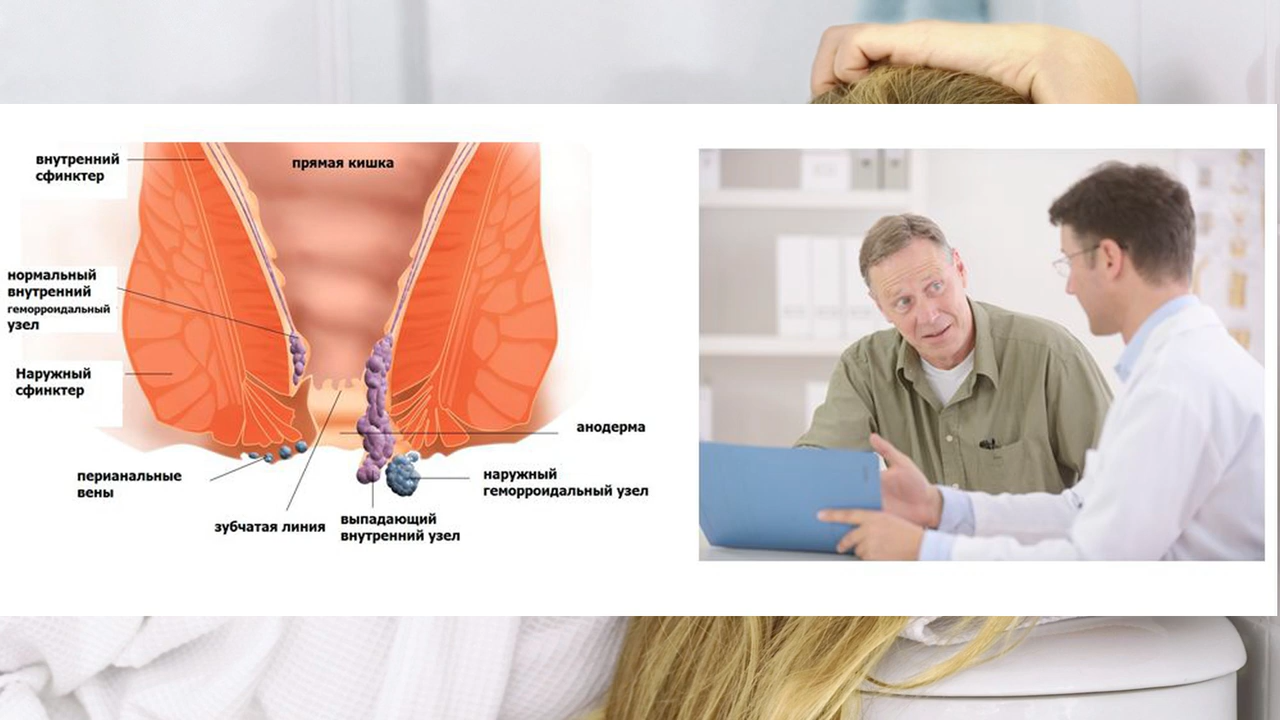 внутренний
сфинктер
прямая кишка
нормальный
внутренний
геморроидальный
узел
Наружный
сфинктер
анодерма
перианальные
вены
наружный
геморроидальный узел
зубчатая линия
выпадающий
внутренний узел